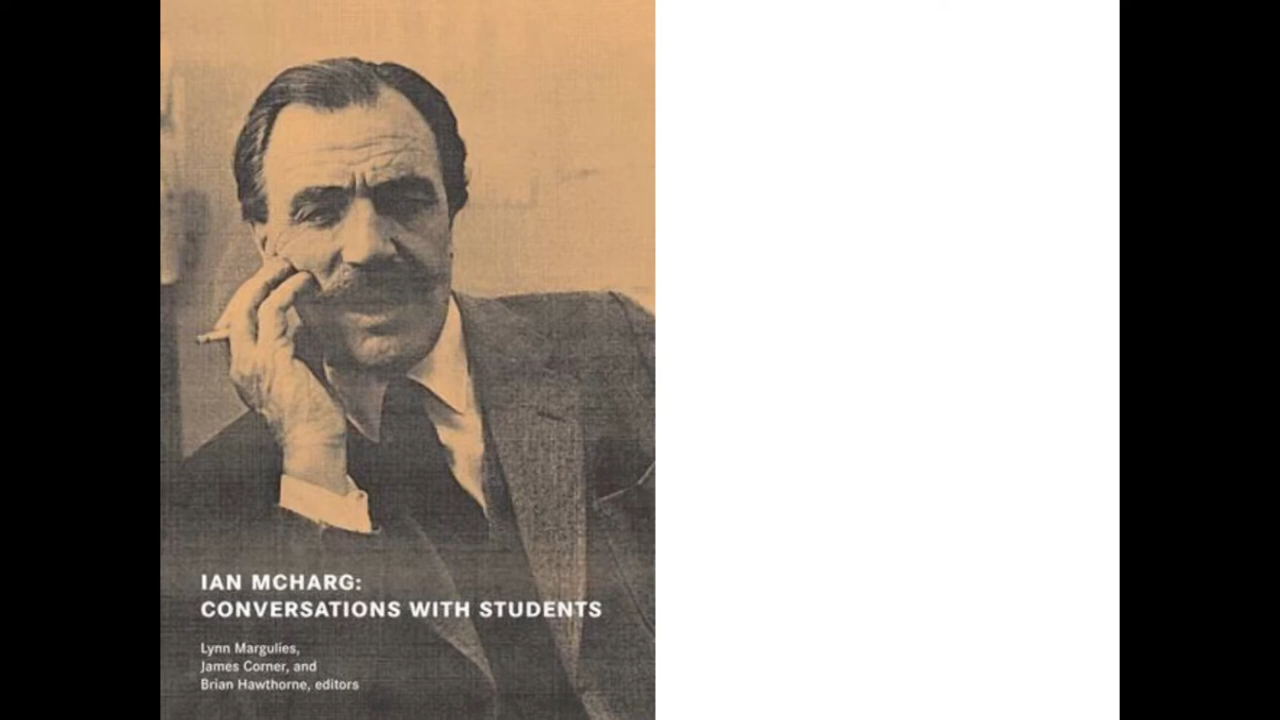 IAN MCHARG:
CONVERSATIONS WITH STUDENTS
Lynn Margulies,
James Corner, and
Brian Hawthorne, editors